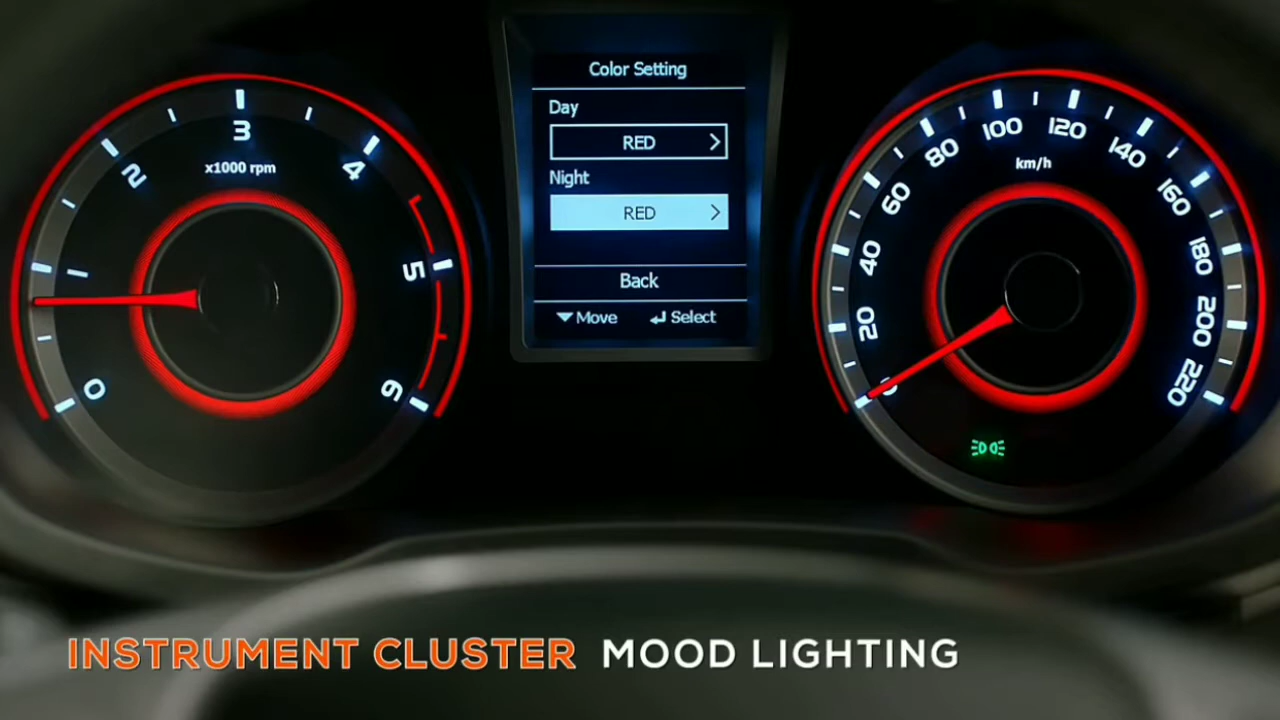 Color Setting
Day
RED
Night
RED
Back
Move
Select
0
2
3
4
5
6
x1000 rpm
0
20
40
60
80
100
120
140
160
180
200
220
km/h
INSTRUMENT CLUSTER MOOD LIGHTING